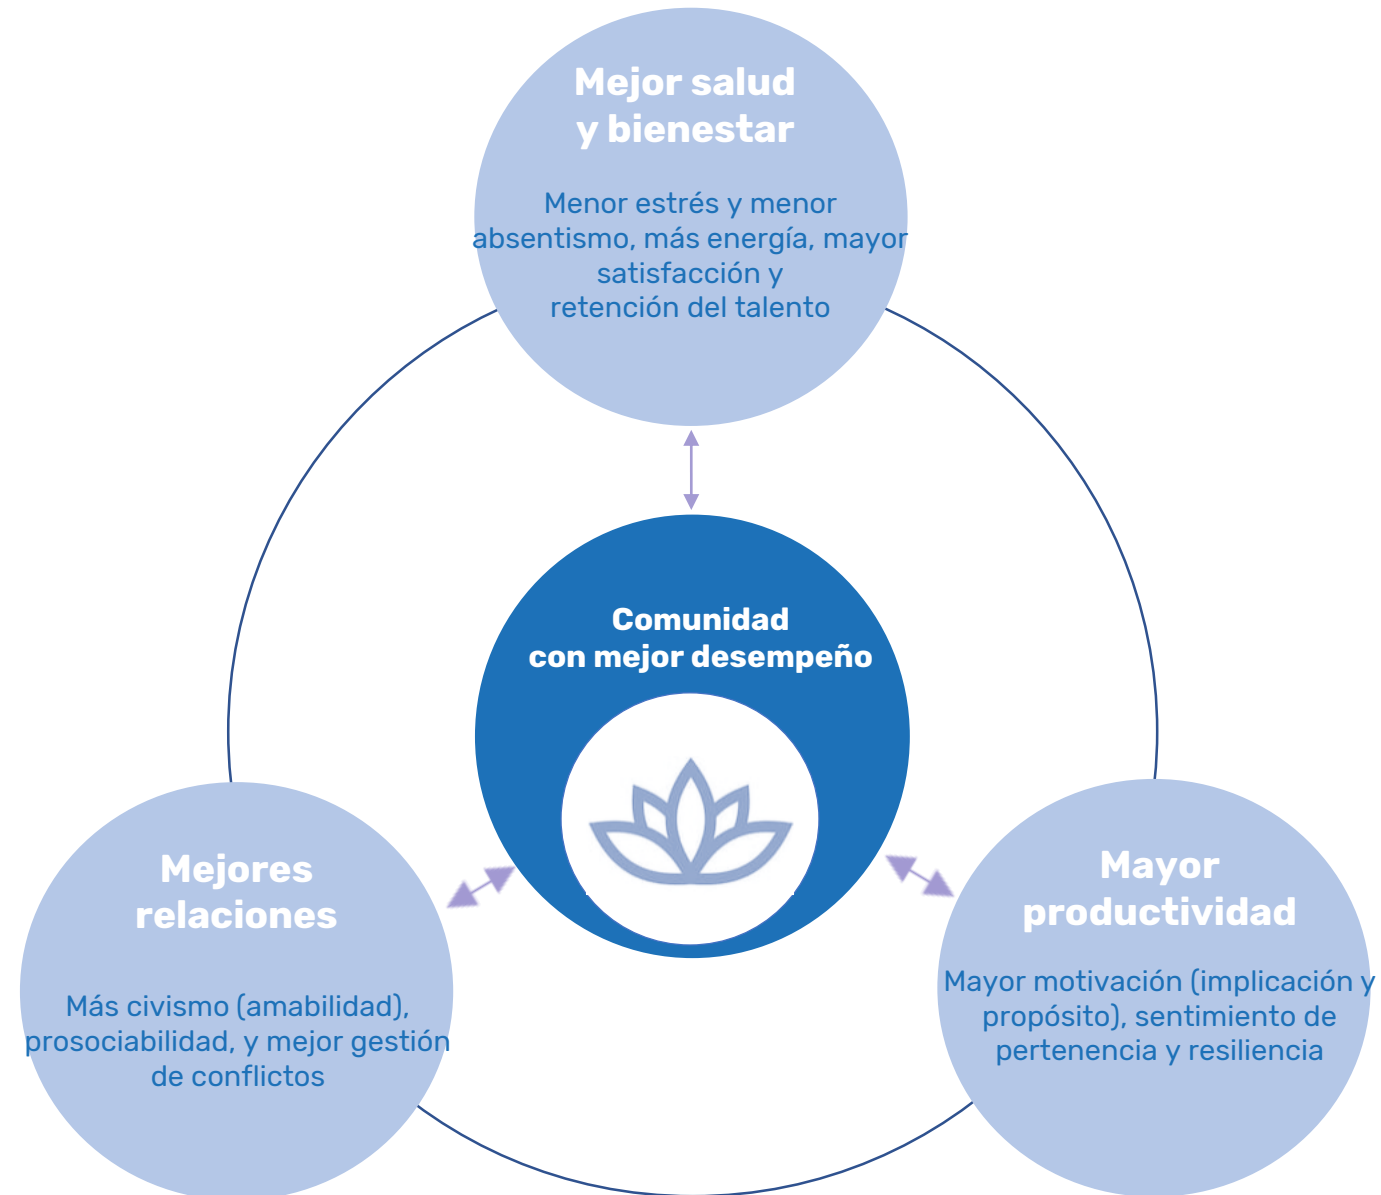 Mejor salud
y bienestar
Menor estrés y menor
absentismo, más energía, mayor
satisfacción y
retención del talento
Comunidad
con mejor desempeño
Mejores
relaciones
Más civismo (amabilidad),
prosociabilidad, y mejor gestión
de conflictos
Mayor
productividad
Mayor motivación (implicación y
propósito), sentimiento de
pertenencia y resiliencia